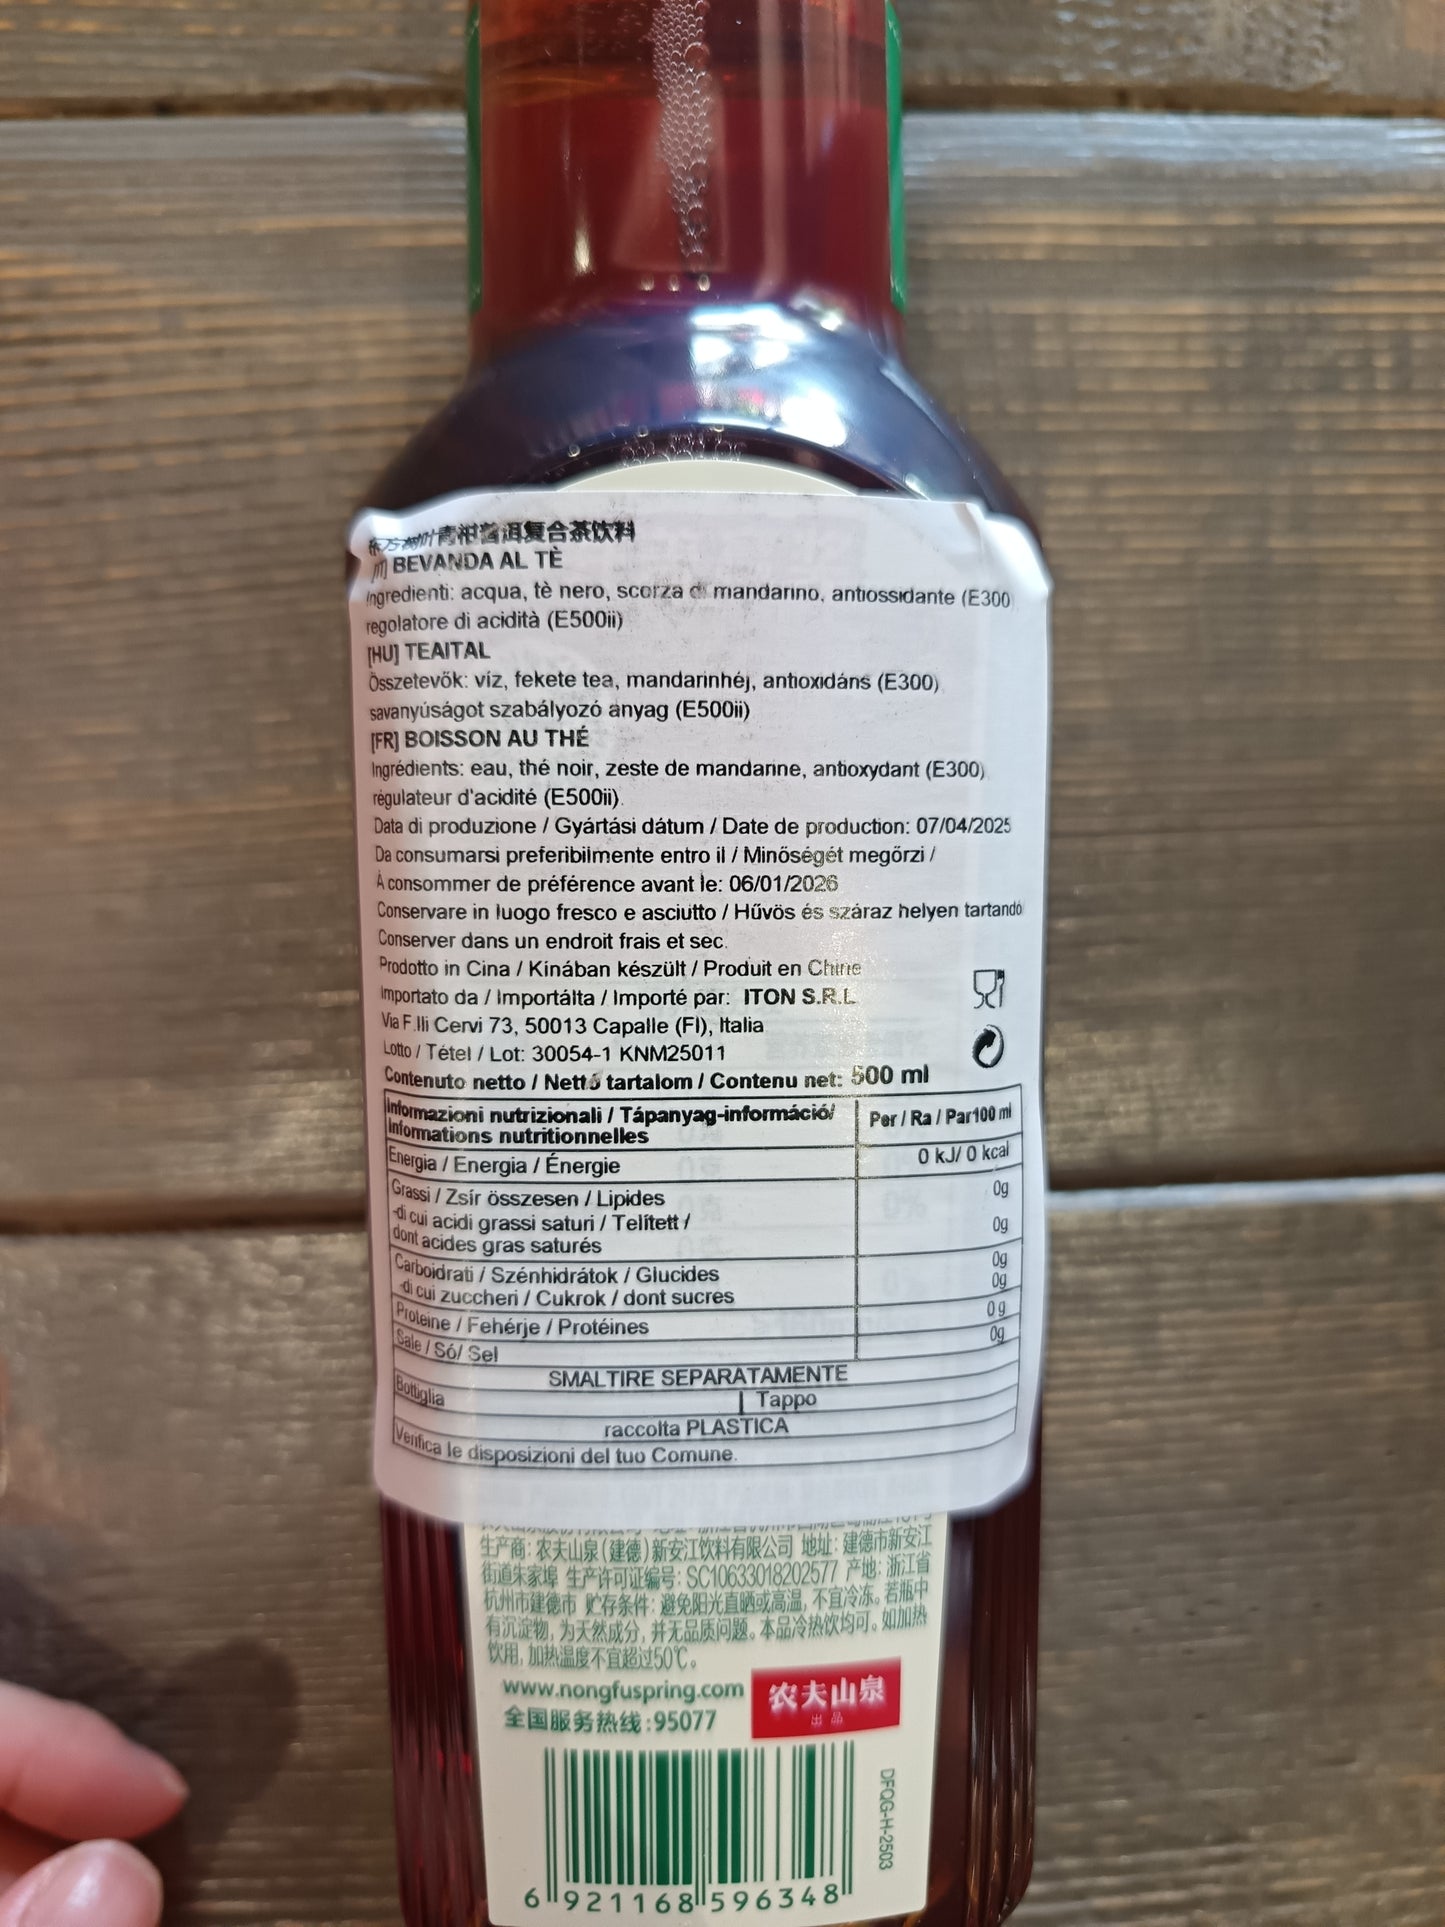 东方树叶青柑普洱复合茶饮料
[IT] BEVANDA AL TÈ
Ingredienti: acqua, tè nero, scorza di mandarino, antiossidante (E300)
regolatore di acidità (E500ii)
[HU] TEAITAL
Összetevők: víz, fekete tea, mandarinhéj, antioxidáns (E300)
savanyúságot szabályozó anyag (E500ii)
[FR] BOISSON AU THÉ
Ingrédients: eau, thé noir, zeste de mandarine, antioxydant (E300)
régulateur d'acidité (E500ii).
Data di produzione / Gyártási dátum / Date de production: 07/04/2025
Da consumarsi preferibilmente entro il / Minőségét megőrzi /
À consommer de préférence avant le: 06/01/2026
Conservare in luogo fresco e asciutto / Hűvös és száraz helyen tartandó
Conserver dans un endroit frais et sec.
Prodotto in Cina / Kínában készült / Produit en Chine
Importato da / Importálta / Importé par: ITON S.R.L
Via F.lli Cervi 73, 50013 Capalle (FI), Italia
Lotto / Tétel / Lot: 30054-1 KNM25011
Contenuto netto / Nettó tartalom / Contenu net: 500 ml
Informazioni nutrizionali / Tápanyag-információ/ Per / Ra / Par100 ml
Informations nutritionnelles
Energia / Energia / Énergie 0 kJ/ 0 kcal
Grassi / Zsír összesen / Lipides 0g
-di cui acidi grassi saturi / Telített / 0g
dont acides gras saturés
Carboidrati / Szénhidrátok / Glucides 0g
-di cui zuccheri / Cukrok / dont sucres 0g
Proteine / Fehérje / Protéines 0g
Sale / Só/ Sel 0g
SMALTIRE SEPARATAMENTE
Bottiglia | Tappo
raccolta PLASTICA
Verifica le disposizioni del tuo Comune.
生产商: 农夫山泉(建德)新安江饮料有限公司 地址: 建德市新安江
街道朱家埠 生产许可证编号: SC10633018202577 产地: 浙江省
杭州市建德市 贮存条件: 避免阳光直晒或高温, 不宜冷冻。若瓶中
有沉淀物, 为天然成分, 并无品质问题。本品冷热饮均可。如加热
饮用, 加热温度不宜超过50℃。
www.nongfuspring.com
全国服务热线:95077
农夫山泉
出品
DFQG-H-2503
6 921168 596348